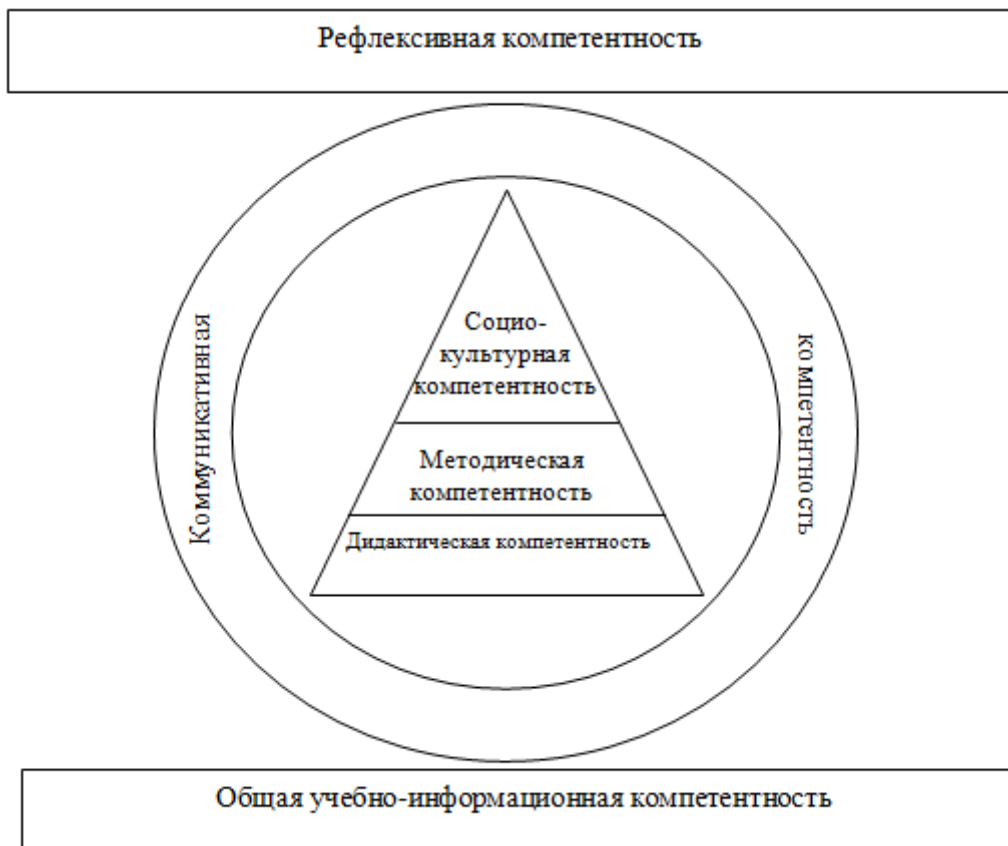 Рефлексивная компетентность
Коммуникативная
компетентность
Социо-
культурная
компетентность
Методическая
компетентность
Дидактическая компетентность
Общая учебно-информационная компетентность